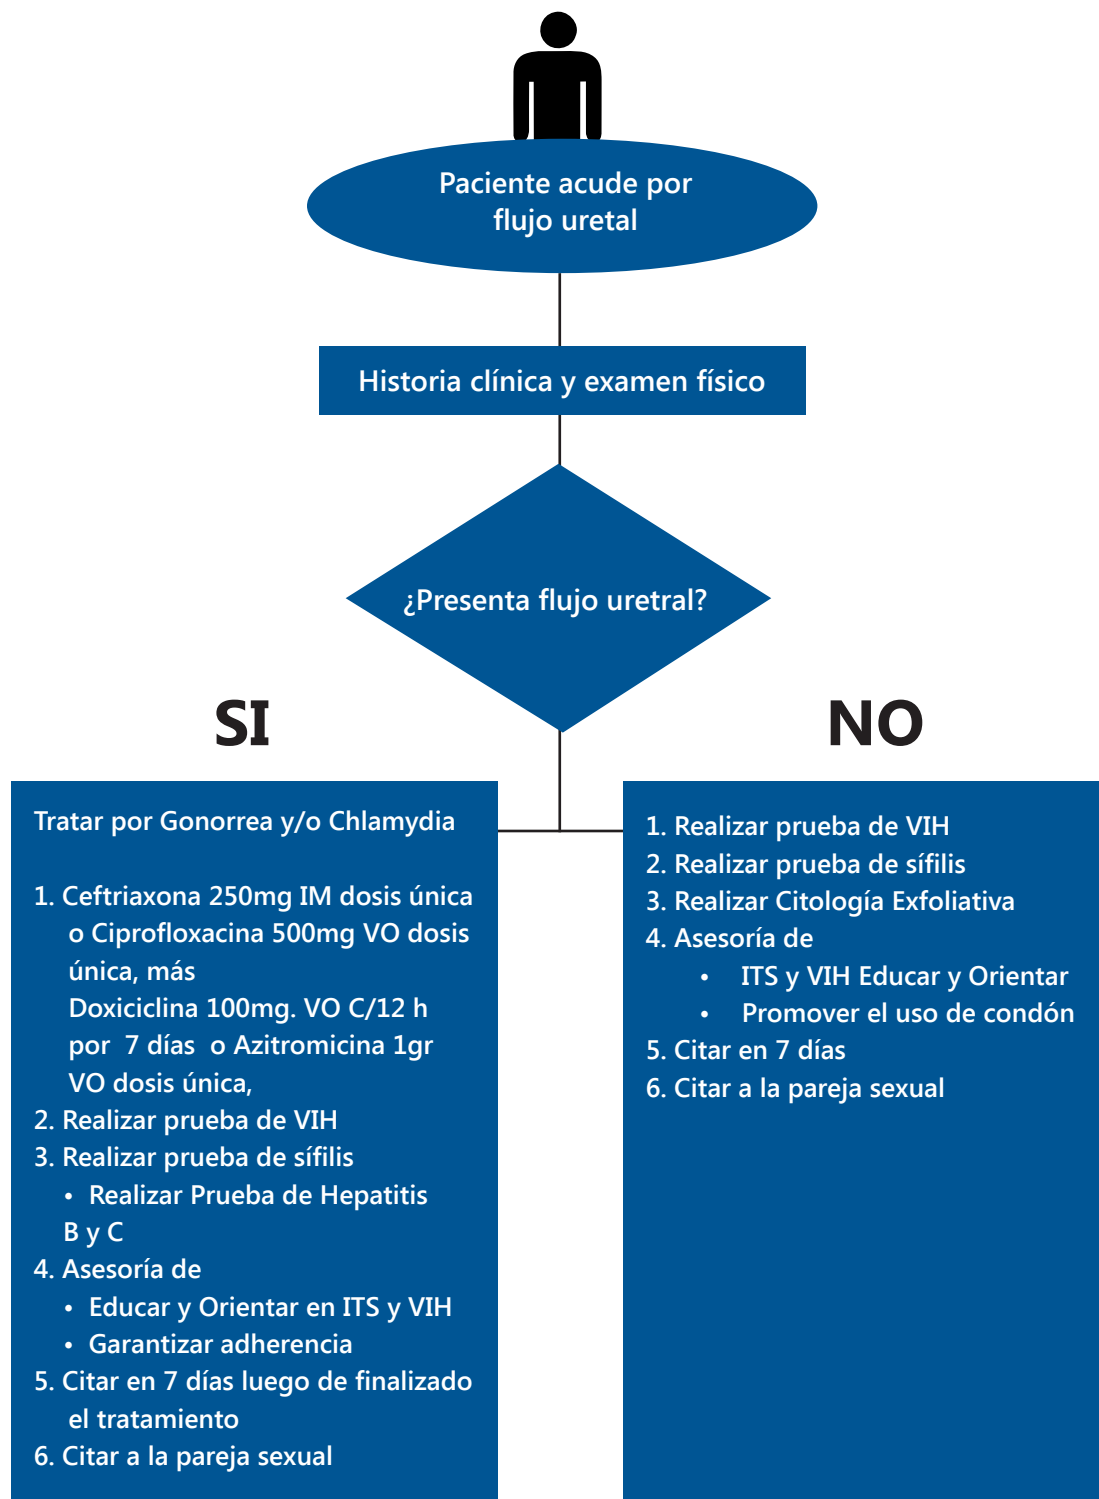 Paciente acude por
flujo uretal
Historia clínica y examen físico
¿Presenta flujo uretral?
SI
NO
Tratar por Gonorrea y/o Chlamydia
1. Ceftriaxona 250mg IM dosis única
o Ciprofloxacina 500mg VO dosis
única, más
Doxiciclina 100mg. VO C/12 h
por 7 días o Azitromicina 1gr
VO dosis única,
2. Realizar prueba de VIH
3. Realizar prueba de sífilis
• Realizar Prueba de Hepatitis
B y C
4. Asesoría de
• Educar y Orientar en ITS y VIH
• Garantizar adherencia
5. Citar en 7 días luego de finalizado
el tratamiento
6. Citar a la pareja sexual
1. Realizar prueba de VIH
2. Realizar prueba de sífilis
3. Realizar Citología Exfoliativa
4. Asesoría de
• ITS y VIH Educar y Orientar
• Promover el uso de condón
5. Citar en 7 días
6. Citar a la pareja sexual